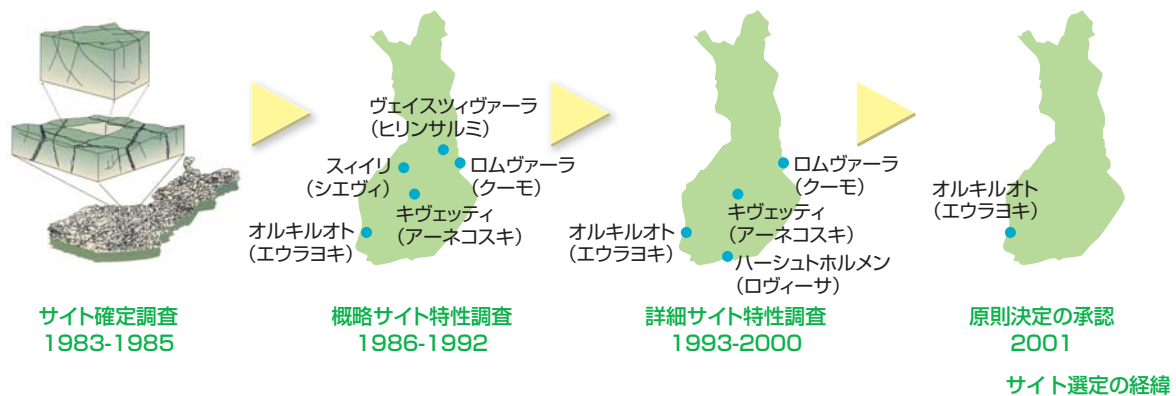 サイト確定調査
1983-1985
ヴェイスツィヴァーラ
（ヒリンサルミ）
スィイリ
（シエヴィ）
ロムヴァーラ
（クーモ）
キヴェッティ
（アーネコスキ）
オルキルオト
（エウラヨキ）
概略サイト特性調査
1986-1992
ロムヴァーラ
（クーモ）
キヴェッティ
（アーネコスキ）
オルキルオト
（エウラヨキ）
ハーシュトホルメン
（ロヴィーサ）
詳細サイト特性調査
1993-2000
オルキルオト
（エウラヨキ）
原則決定の承認
2001
サイト選定の経緯